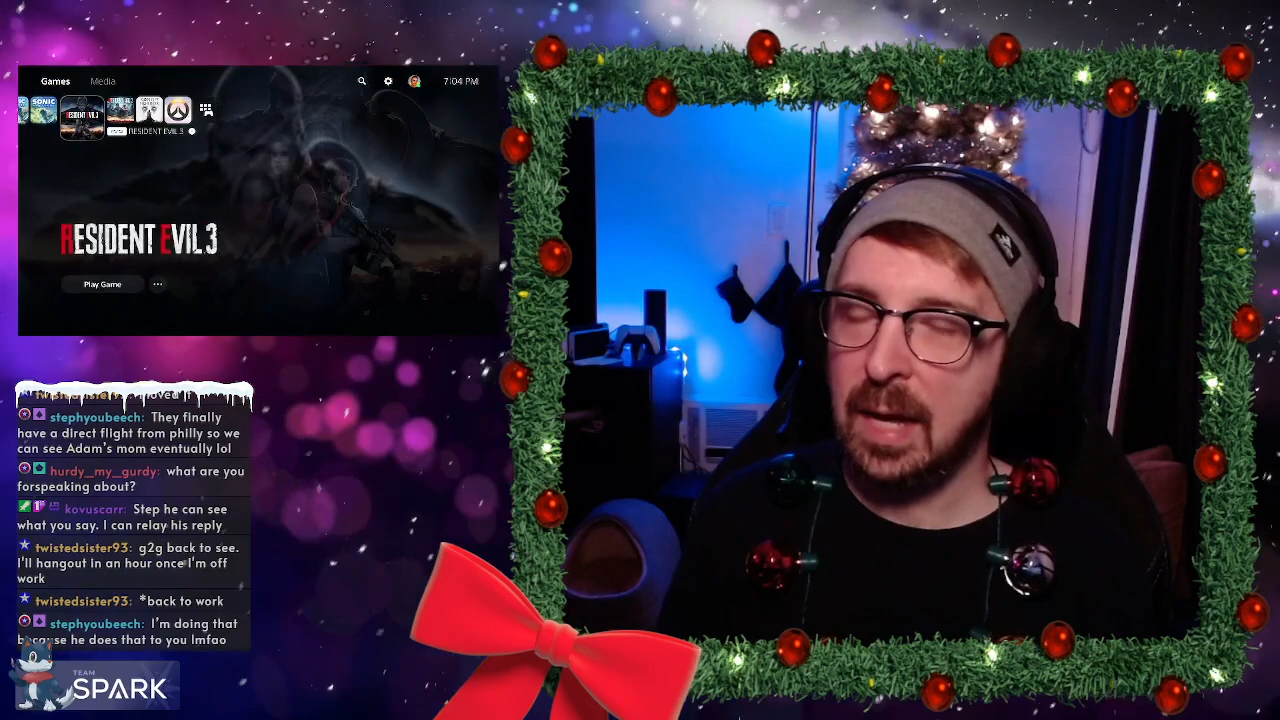 Games
Media
7:04 PM
SONIC
RESIDENT EVIL 3
RESIDENT EVIL 3
Play Game
stephyoubeech: They finally
have a direct flight from philly so we
can see Adam's mom eventually lol
hurdy_my_gurdy: what are you
forspeaking about?
kovuscarr: Step he can see
what you say. I can relay his reply
twistedsister93: g2g back to see.
I'll hangout in an hour once I'm off
work
twistedsister93: *back to work
stephyoubeech: I'm doing that
because he does that to you lmfao
TEAM
SPARK